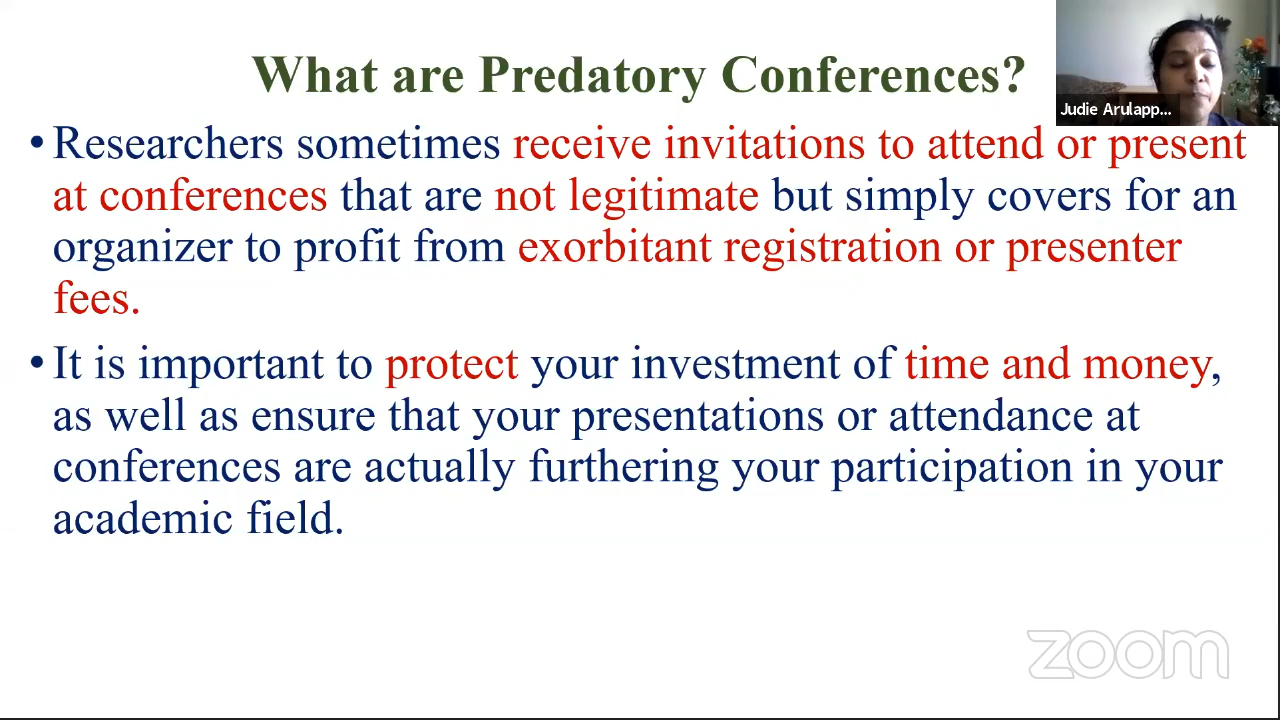 What are Predatory Conferences?
Judie Arulapp...
• Researchers sometimes receive invitations to attend or present
at conferences that are not legitimate but simply covers for an
organizer to profit from exorbitant registration or presenter
fees.
• It is important to protect your investment of time and money,
as well as ensure that your presentations or attendance at
conferences are actually furthering your participation in your
academic field.
zoom